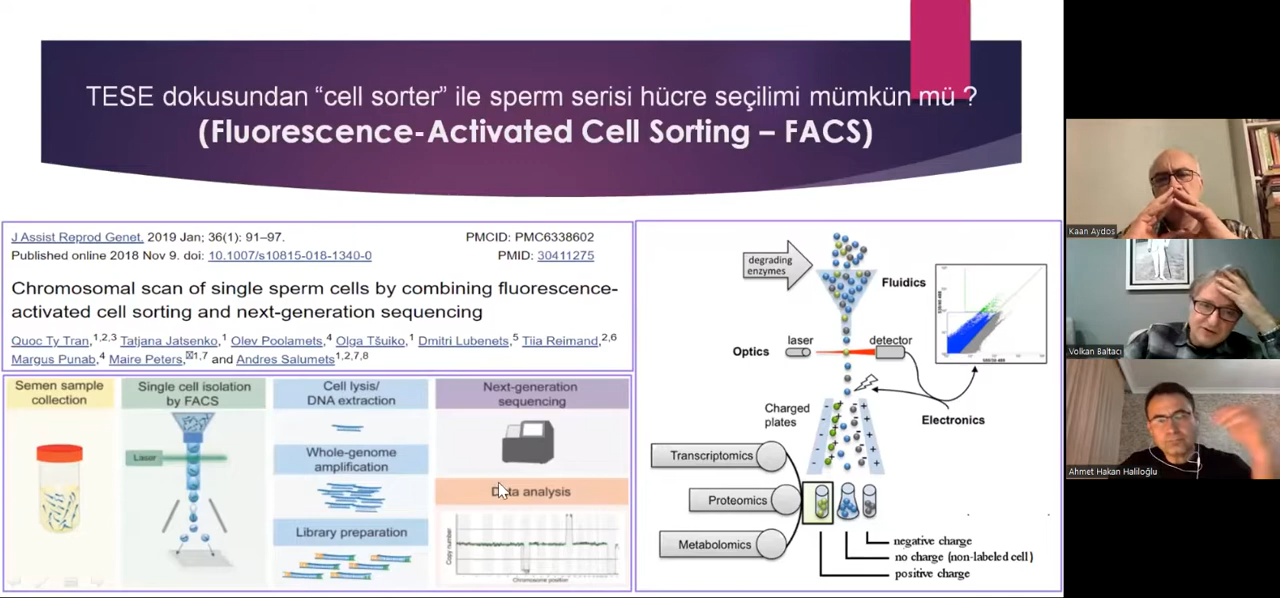 TESE dokusundan “cell sorter” ile sperm serisi hücre seçilimi mümkün mü ?
(Fluorescence-Activated Cell Sorting – FACS)
J Assist Reprod Genet. 2019 Jan; 36(1): 91–97.
PMCID: PMC6338602
Published online 2018 Nov 9. doi: 10.1007/s10815-018-1340-0
PMID: 30411275
Chromosomal scan of single sperm cells by combining fluorescence-
activated cell sorting and next-generation sequencing
Quoc Ty Tran,1,2,3 Tatjana Jatsenko,1 Olev Poolamets,4 Olga Tšuiko,1 Dmitri Lubenets,5 Tiia Reimand,2,6
Margus Punab,4 Maire Peters,1,7 and Andres Salumets1,2,7,8
Semen sample
collection
Single cell isolation
by FACS
Laser
Cell lysis/
DNA extraction
Whole-genome
amplification
Library preparation
Next-generation
sequencing
Data analysis
Copy number
Chromosome position
degrading
enzymes
Fluidics
laser
detector
Optics
Electronics
Charged
plates
Transcriptomics
Proteomics
Metabolomics
negative charge
no charge (non-labeled cell)
positive charge
Kaan Aydos
Volkan Baltacı
Ahmet Hakan Haliloğlu